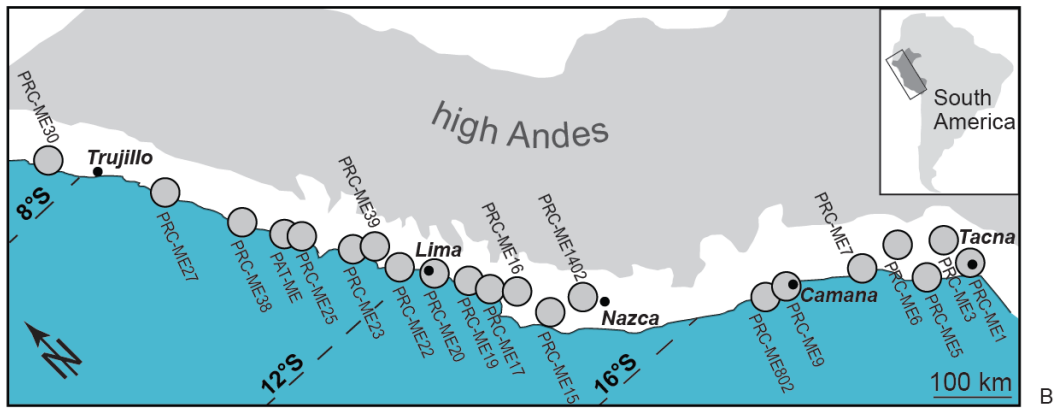 PRC-ME30
Trujillo
8°S
PRC-ME27
PRC-ME38
PAT-ME
PRC-ME25
PRC-ME39
PRC-ME23
Lima
PRC-ME22
PRC-ME20
PRC-ME19
PRC-ME17
PRC-ME16
PRC-ME15
PRC-ME1402
Nazca
high Andes
12°S
16°S
PRC-ME802
PRC-ME9
Camana
PRC-ME7
PRC-ME6
PRC-ME5
PRC-ME3
PRC-ME1
Tacna
South
America
N
100 km
B